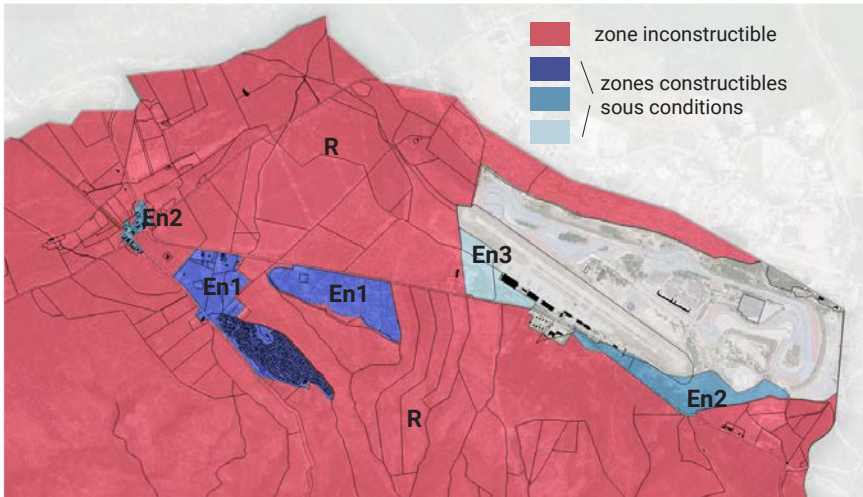 zone inconstructible
zones constructibles
sous conditions
R
En2
En3
En1
En1
En2
R